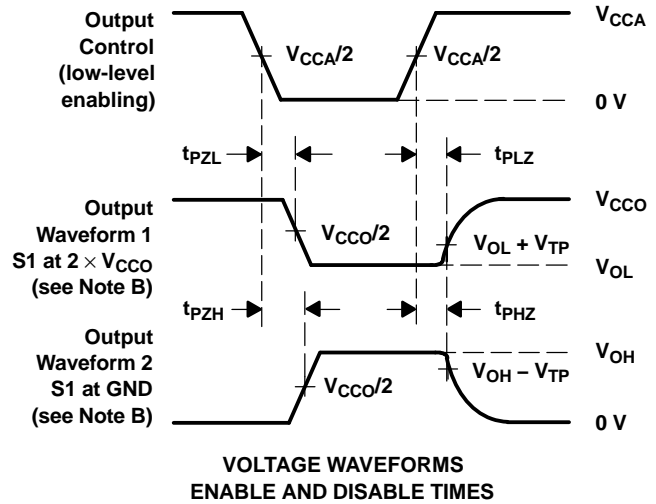 Output
Control
(low-level
enabling)
VCCA/2
VCCA/2
VCCA
0 V
tPZL
tPLZ
Output
Waveform 1
S1 at 2 × VCCO
(see Note B)
VCCO/2
VCCO
VOL + VTP
VOL
tPZH
tPHZ
Output
Waveform 2
S1 at GND
(see Note B)
VCCO/2
VOH
VOH − VTP
0 V
VOLTAGE WAVEFORMS
ENABLE AND DISABLE TIMES